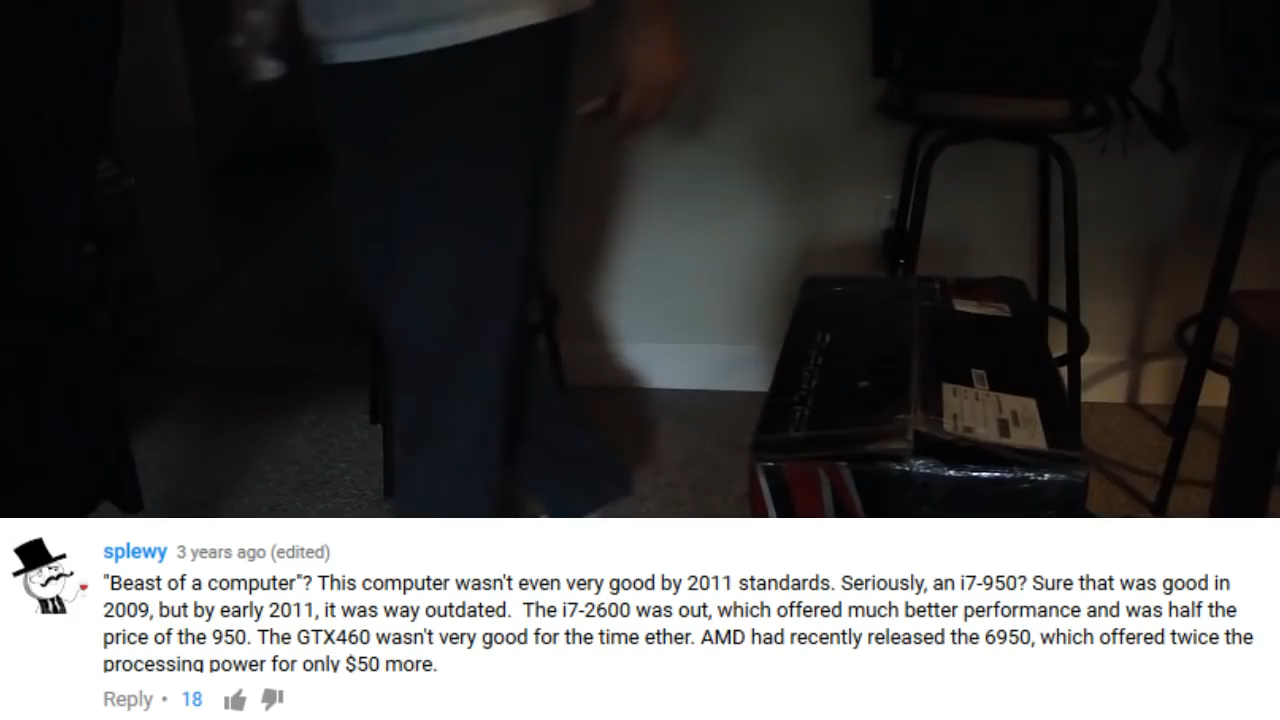 splewy 3 years ago (edited)
"Beast of a computer"? This computer wasn't even very good by 2011 standards. Seriously, an i7-950? Sure that was good in
2009, but by early 2011, it was way outdated.  The i7-2600 was out, which offered much better performance and was half the
price of the 950. The GTX460 wasn't very good for the time ether. AMD had recently released the 6950, which offered twice the
processing power for only $50 more.
Reply • 18